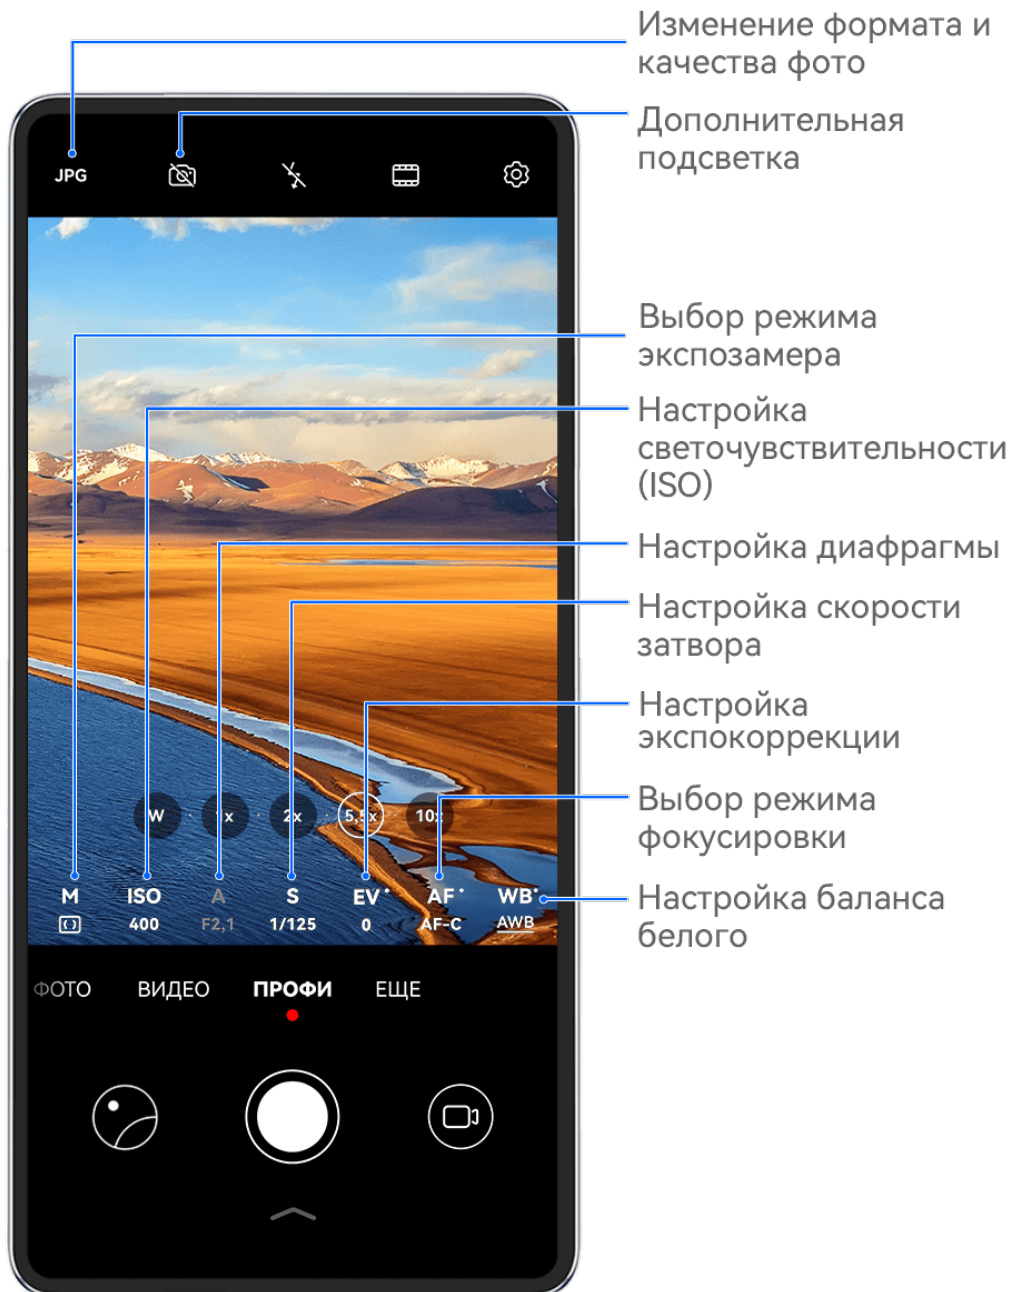 Изменение формата и
качества фото
Дополнительная
подсветка
JPG
Выбор режима
экспозамера
Настройка
светочувствительности
(ISO)
Настройка диафрагмы
Настройка скорости
затвора
Настройка
экспокоррекции
Выбор режима
фокусировки
Настройка баланса
белого
W 1x 2x 5,5x 10x
M ISO A S EV AF WB
400 F2,1 1/125 0 AF-C AWB
ФОТО ВИДЕО ПРОФИ ЕЩЕ